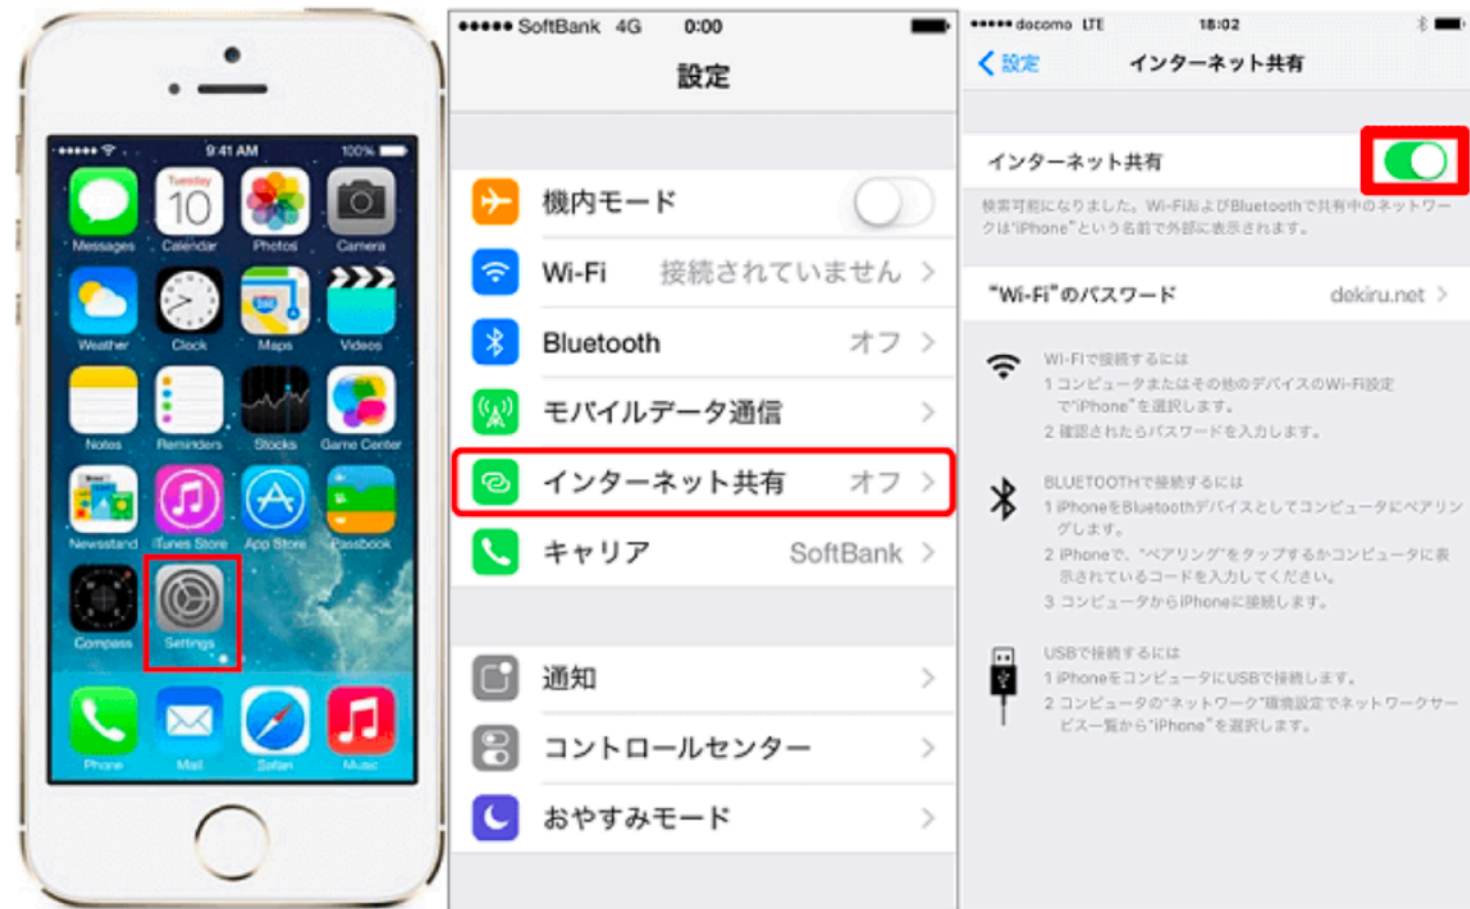 9:41 AM
100%
Tuesday
10
Messages
Calendar
Photos
Camera
280
Weather
Clock
Maps
Videos
Notes
Reminders
Stocks
Game Center
Newsstand
iTunes Store
App Store
Passbook
Compass
Settings
Phone
Mail
Safari
Music
SoftBank 4G 0:00
設定
機内モード
Wi-Fi 接続されていません
Bluetooth オフ
モバイルデータ通信
インターネット共有 オフ
キャリア SoftBank
通知
コントロールセンター
おやすみモード
docomo LTE 18:02
設定 インターネット共有
インターネット共有
検索可能になりました。Wi-FiおよびBluetoothで共有中のネットワー
クは"iPhone"という名前で外部に表示されます。
"Wi-Fi"のパスワード dekiru.net
WI-FIで接続するには
1 コンピュータまたはその他のデバイスのWi-Fi設定
で"iPhone"を選択します。
2 確認されたらパスワードを入力します。
BLUETOOTHで接続するには
1 iPhoneをBluetoothデバイスとしてコンピュータにペアリン
グします。
2 iPhoneで、"ペアリング"をタップするかコンピュータに表
示されているコードを入力してください。
3 コンピュータからiPhoneに接続します。
USBで接続するには
1 iPhoneをコンピュータにUSBで接続します。
2 コンピュータの"ネットワーク"環境設定でネットワークサー
ビス一覧から"iPhone"を選択します。